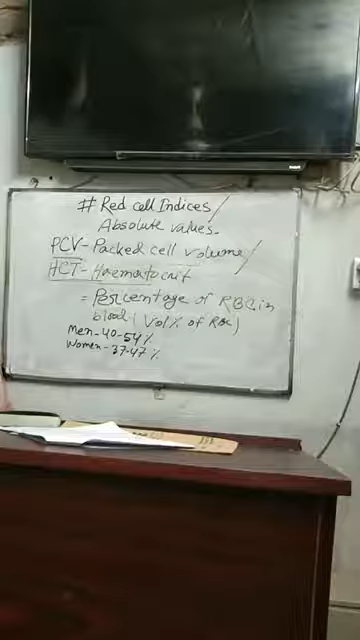 # Red cell Indices/
Absolute values.
PCV-Packed cell volume/
HCT-Haematocrit
= Percentage of RBC in
blood (Vol% of RBC)
Men-40-54%
Women-37-47%